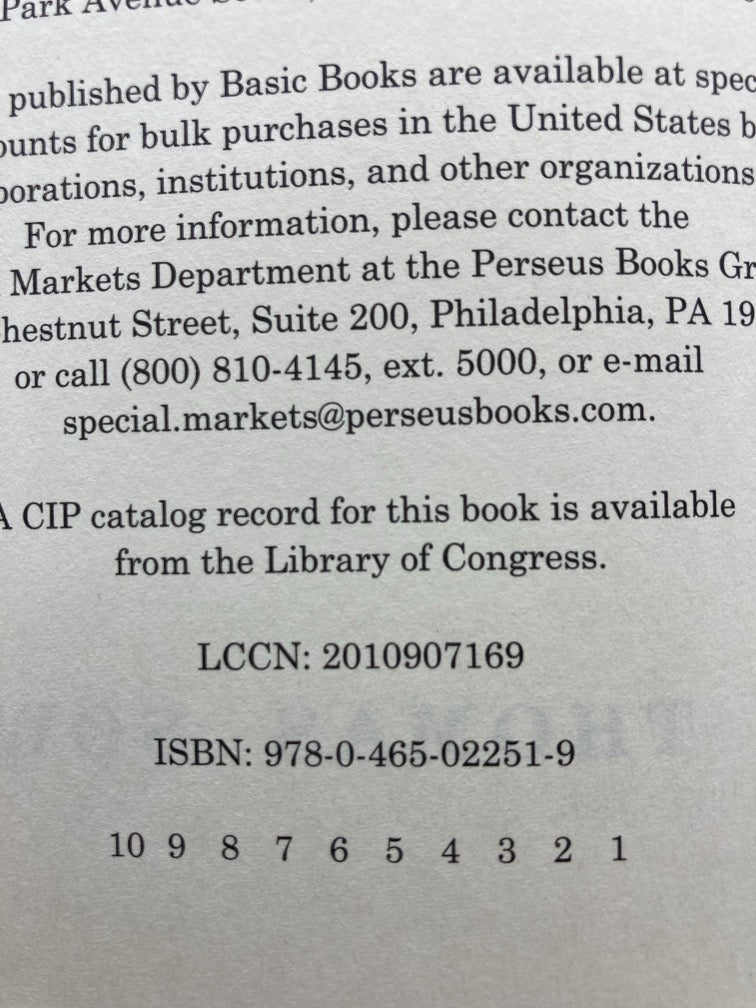 Park Avenue
published by Basic Books are available at spec
ounts for bulk purchases in the United States b
porations, institutions, and other organizations
For more information, please contact the
Markets Department at the Perseus Books Gr
hestnut Street, Suite 200, Philadelphia, PA 19
or call (800) 810-4145, ext. 5000, or e-mail
special.markets@perseusbooks.com.
A CIP catalog record for this book is available
from the Library of Congress.
LCCN: 2010907169
ISBN: 978-0-465-02251-9
10 9 8 7 6 5 4 3 2 1